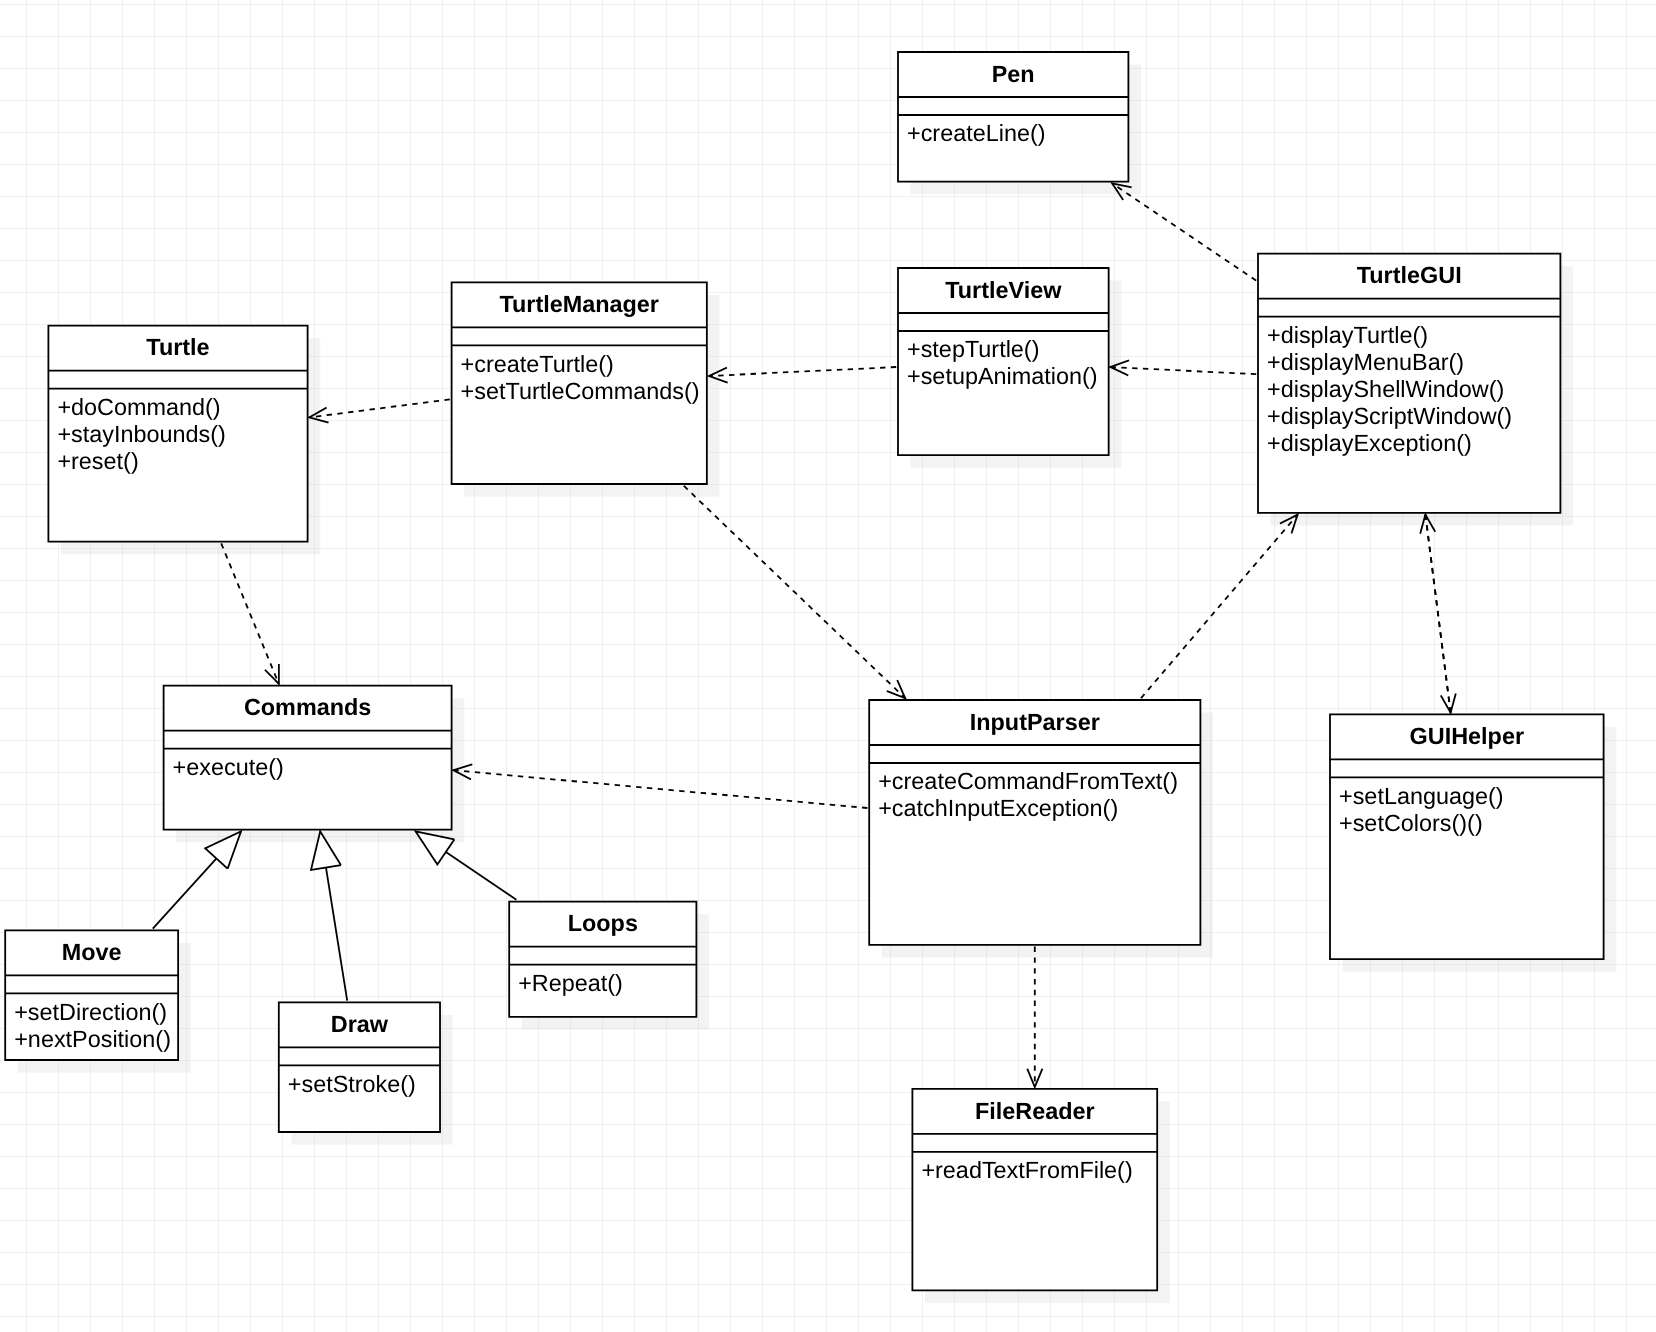 Pen
+createLine()
TurtleGUI
+displayTurtle()
+displayMenuBar()
+displayShellWindow()
+displayScriptWindow()
+displayException()
TurtleView
+stepTurtle()
+setupAnimation()
TurtleManager
+createTurtle()
+setTurtleCommands()
Turtle
+doCommand()
+stayInbounds()
+reset()
Commands
+execute()
InputParser
+createCommandFromText()
+catchInputException()
GUIHelper
+setLanguage()
+setColors()()
Move
+setDirection()
+nextPosition()
Draw
+setStroke()
Loops
+Repeat()
FileReader
+readTextFromFile()